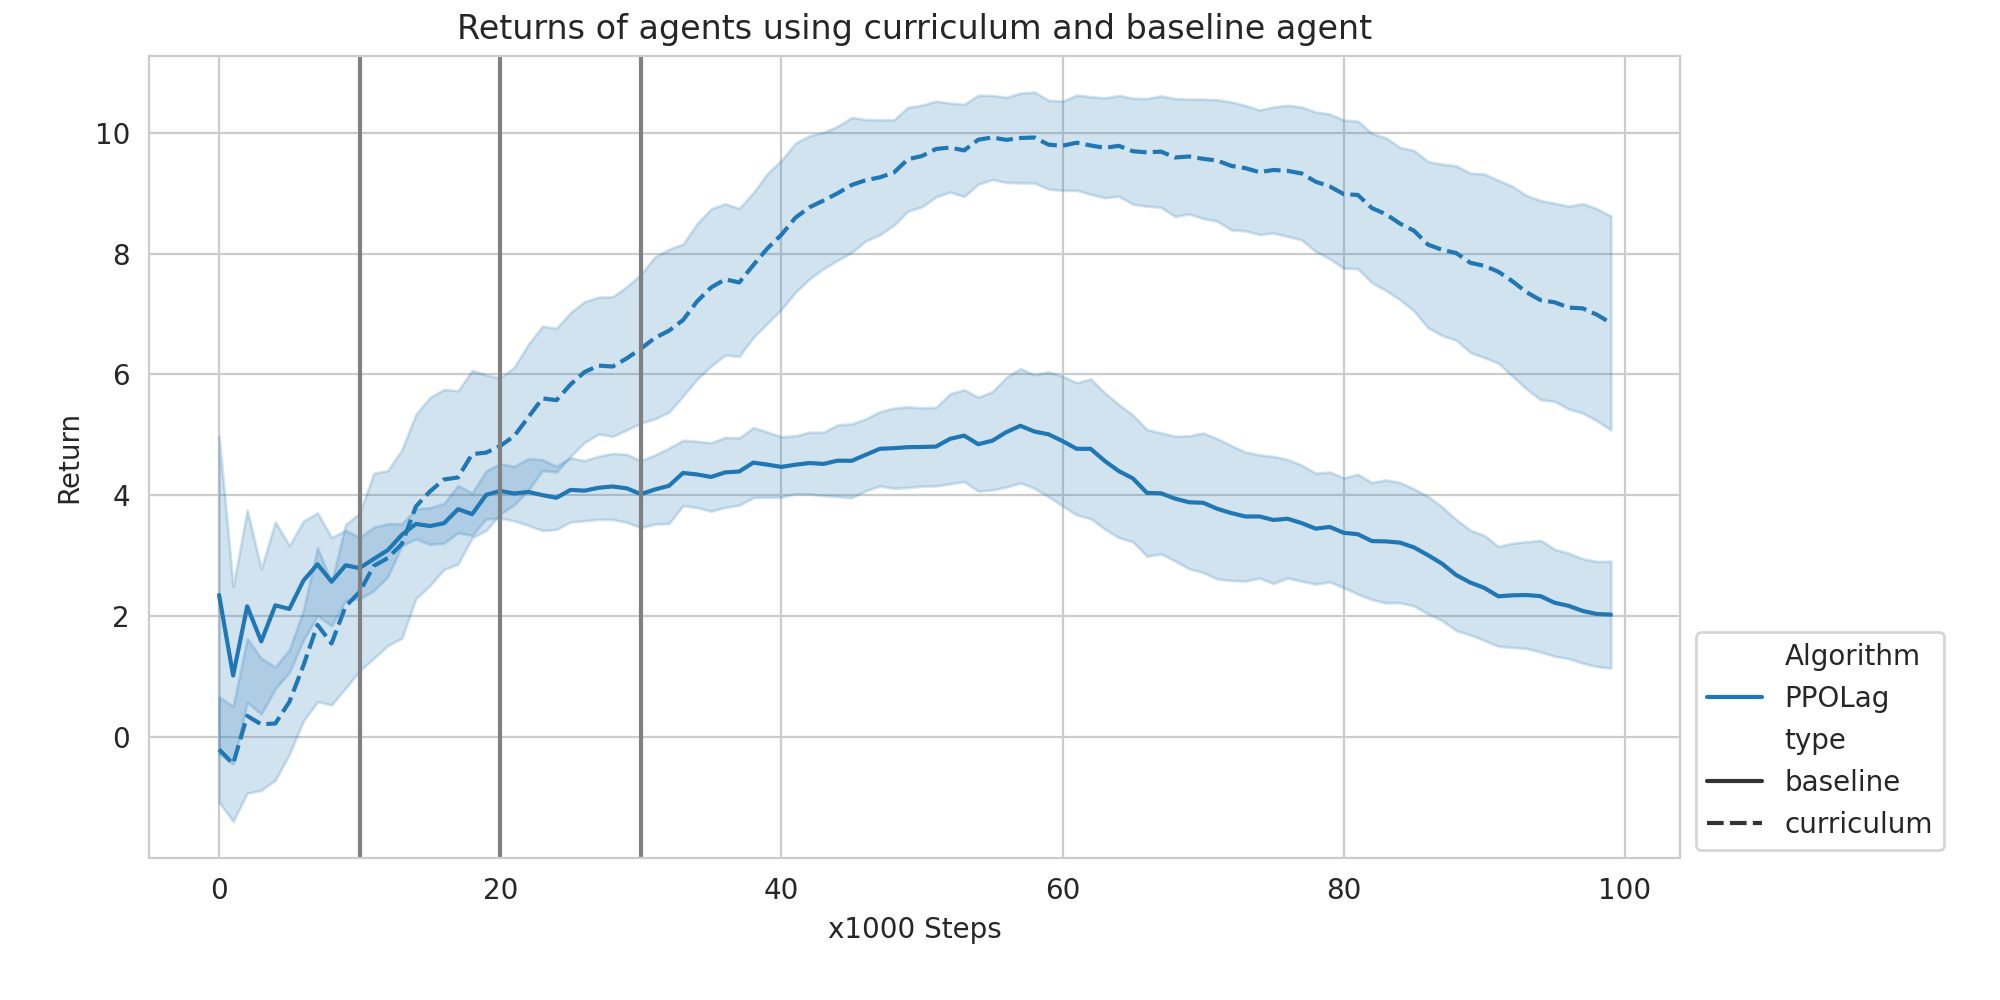 Returns of agents using curriculum and baseline agent
10
8
6
4
2
0
Return
0 20 40 60 80 100
x1000 Steps
Algorithm
PPOLag
type
baseline
curriculum